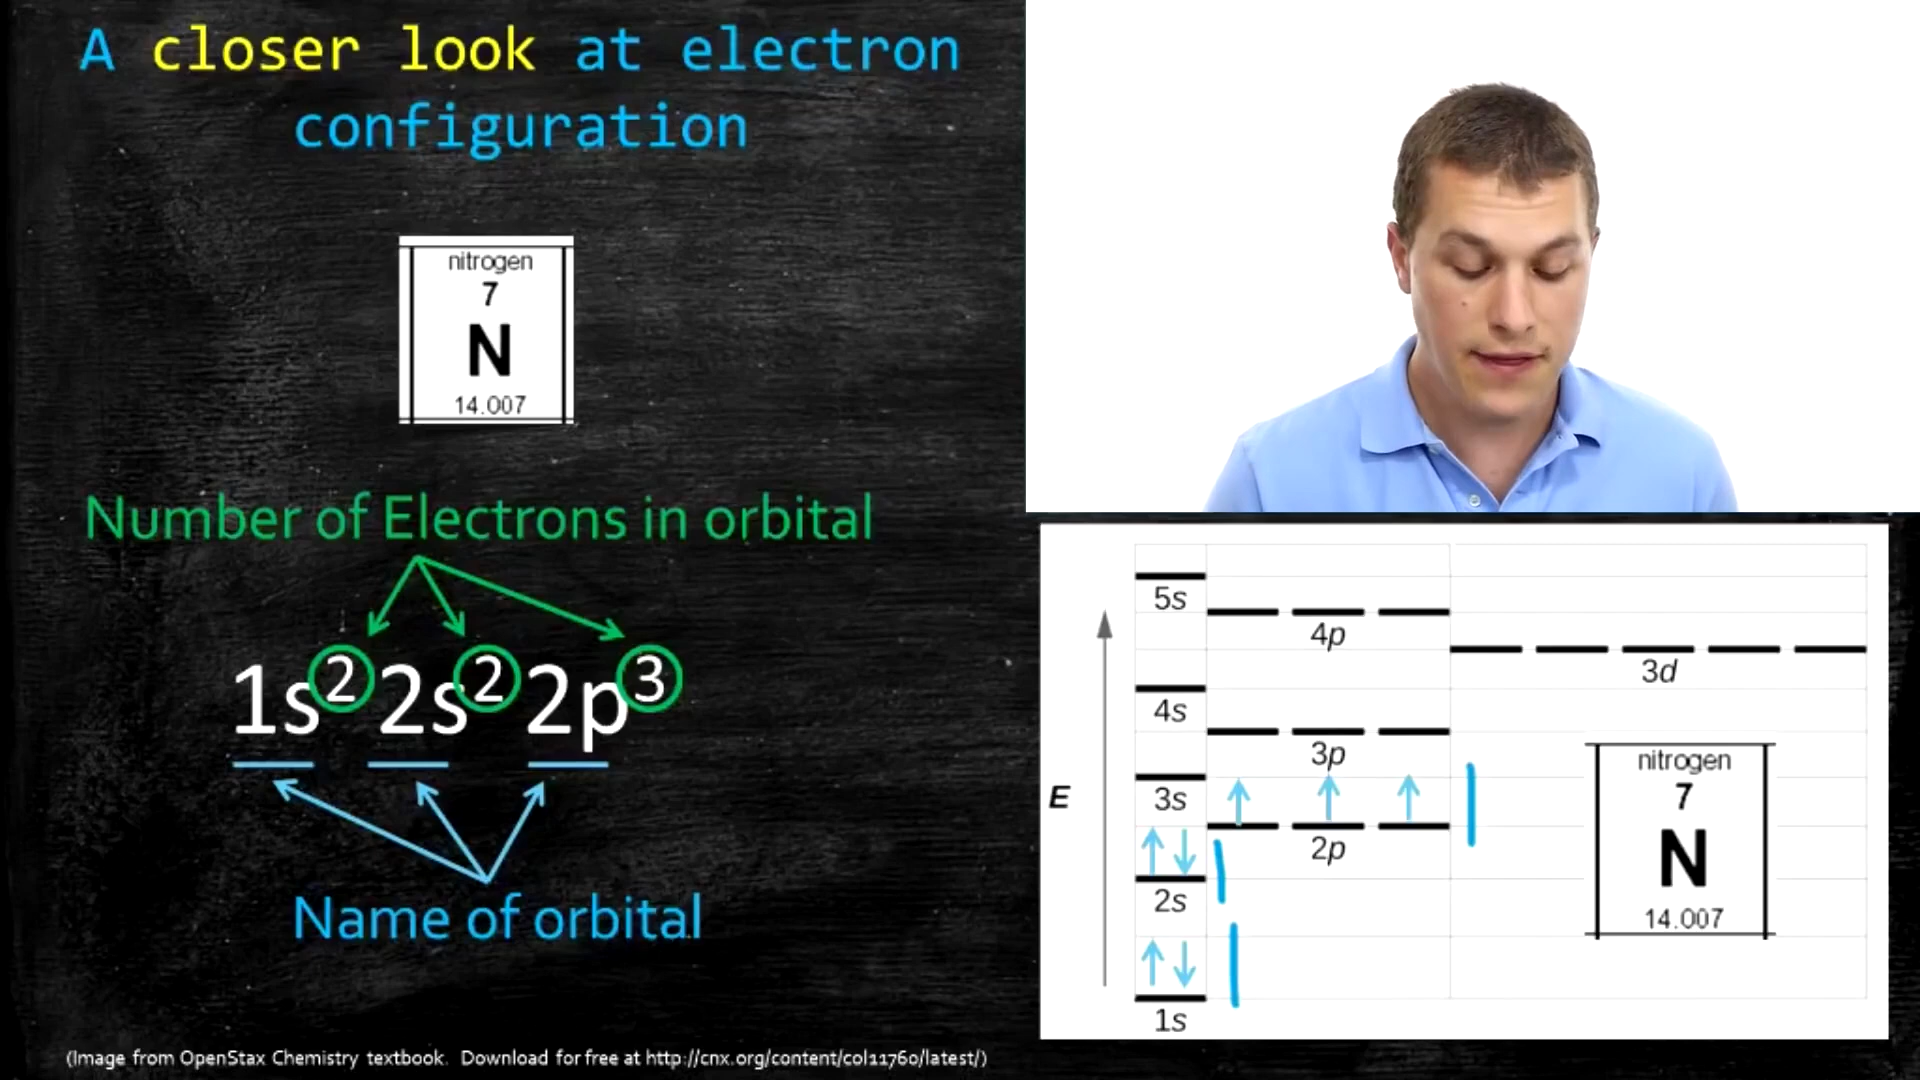 A closer look at electron
configuration
nitrogen
7
N
14.007
Number of Electrons in orbital
1s² 2s² 2p³
Name of orbital
(Image from OpenStax Chemistry textbook. Download for free at http://cnx.org/content/col11760/latest/)
5s
4p
3d
4s
3p
E
3s
2p
2s
1s
nitrogen
7
N
14.007